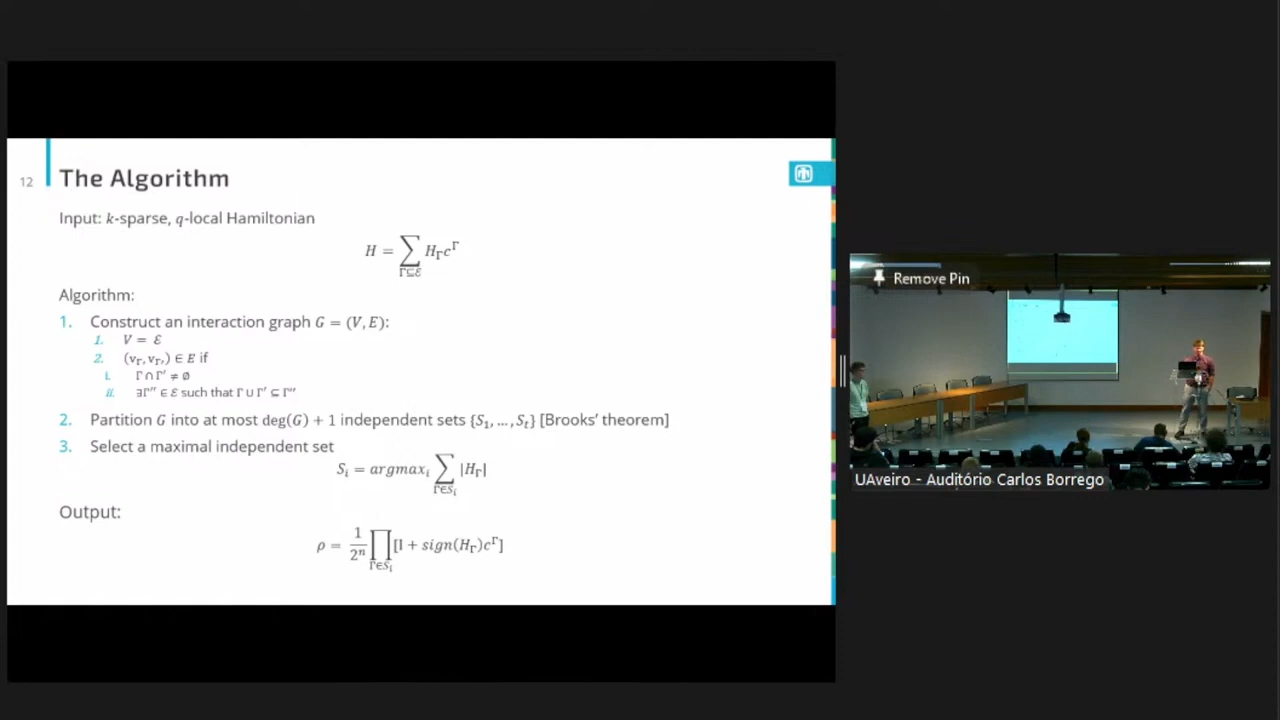 12
The Algorithm
Input: k-sparse, q-local Hamiltonian
H = ∑ H_Γ c^Γ
Γ⊆ℰ
Algorithm:
1. Construct an interaction graph G = (V, E):
1. V = ℰ
2. (v_Γ, v_Γ') ∈ E if
i. Γ ∩ Γ' ≠ ∅
ii. ∃Γ'' ∈ ℰ such that Γ ∪ Γ' ⊆ Γ''
2. Partition G into at most deg(G) + 1 independent sets {S_1, ..., S_t} [Brooks' theorem]
3. Select a maximal independent set
S_i = argmax_i ∑ |H_Γ|
Γ∈S_i
Output:
ρ = 1/2^n ∏ [𝕀 + sign(H_Γ)c^Γ]
Γ∈S_i
Remove Pin
UAveiro - Auditório Carlos Borrego